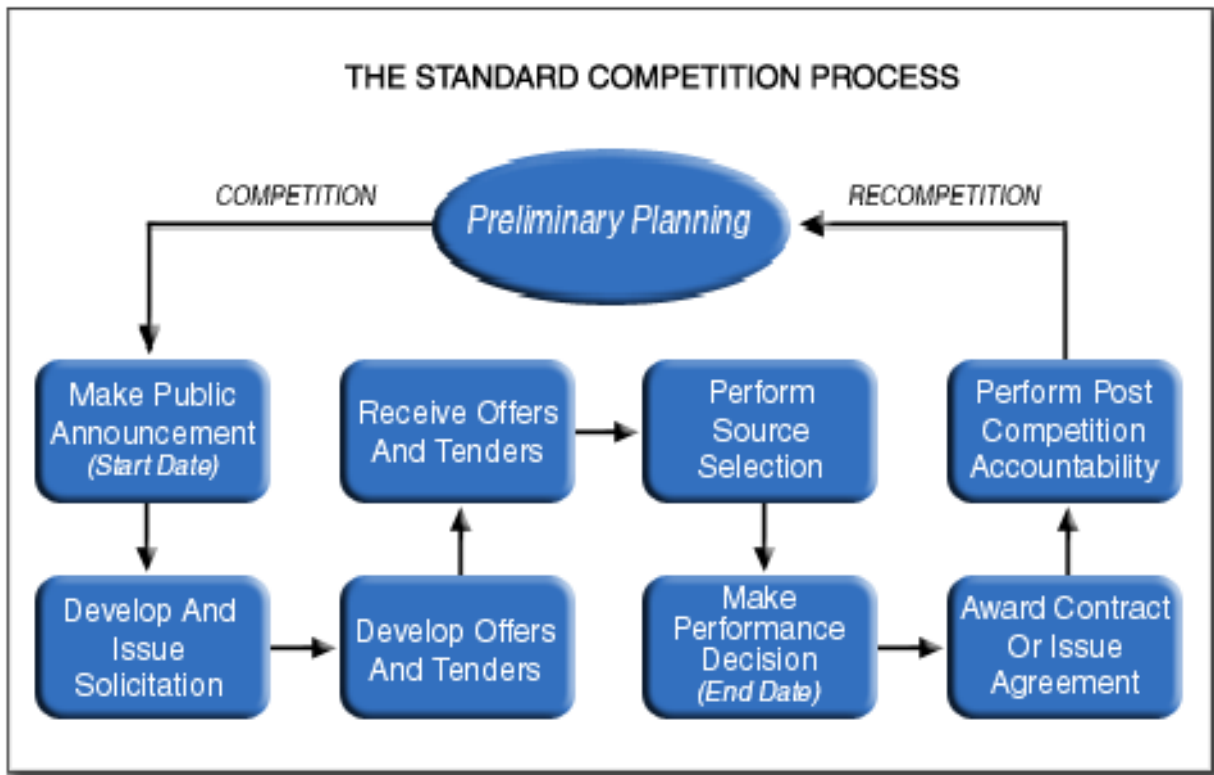 THE STANDARD COMPETITION PROCESS
COMPETITION
Preliminary Planning
RECOMPETITION
Make Public
Announcement
(Start Date)
Develop And
Issue
Solicitation
Develop Offers
And Tenders
Receive Offers
And Tenders
Perform
Source
Selection
Make
Performance
Decision
(End Date)
Award Contract
Or Issue
Agreement
Perform Post
Competition
Accountability